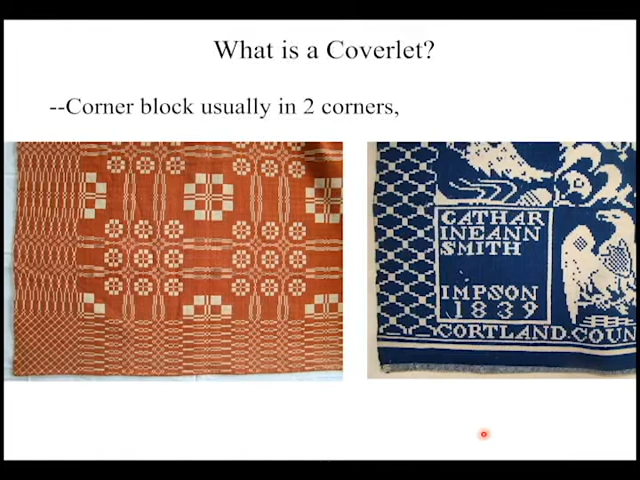 What is a Coverlet?
--Corner block usually in 2 corners,
CATHAR
INEANN
SMITH
IMPSON
1839
CORTLAND COUN